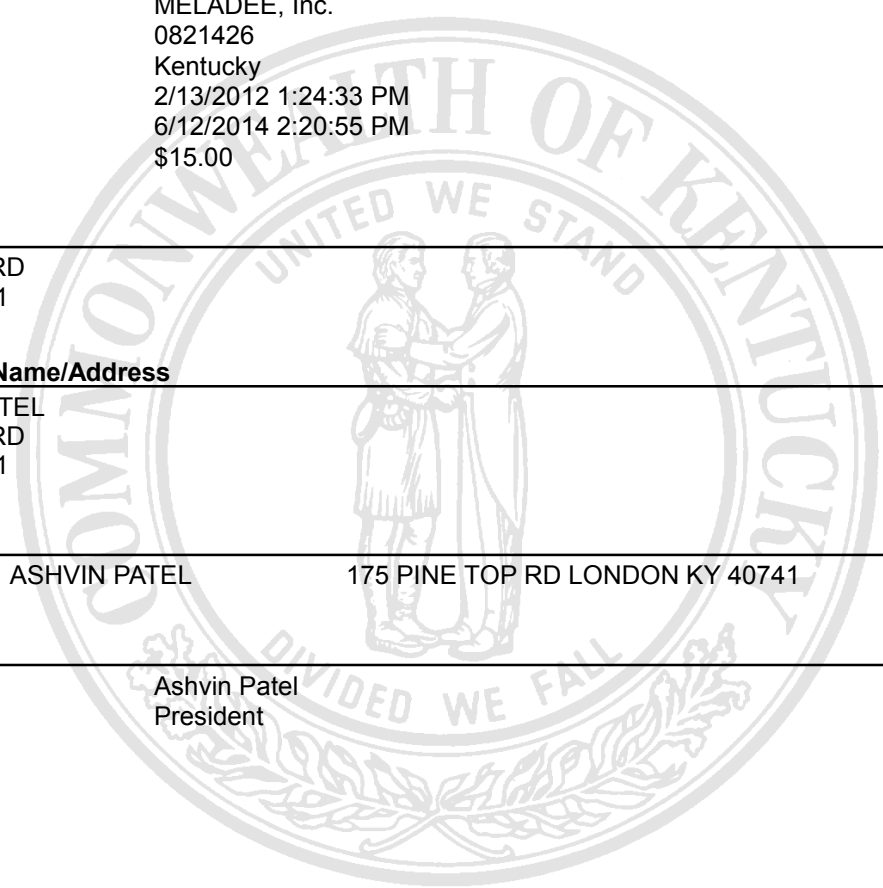 MELADEE, Inc.
0821426
Kentucky
2/13/2012 1:24:33 PM
6/12/2014 2:20:55 PM
$15.00
RD
1
Name/Address
TEL
RD
1
ASHVIN PATEL 175 PINE TOP RD LONDON KY 40741
Ashvin Patel
President
COMMONWEALTH OF KENTUCKY
UNITED WE STAND
DIVIDED WE FALL